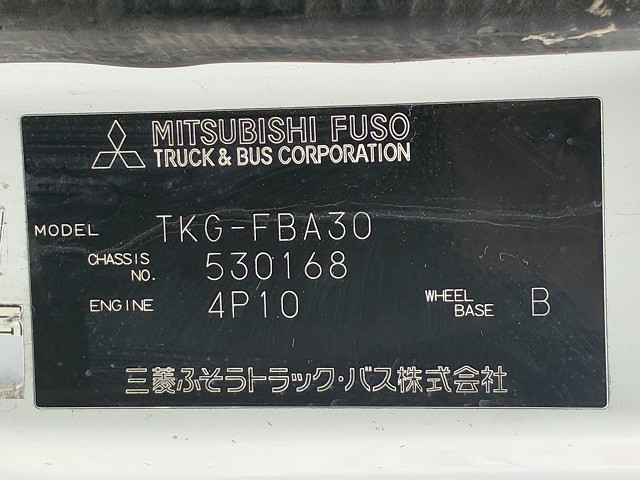 MITSUBISHI FUSO
TRUCK & BUS CORPORATION
MODEL TKG-FBA30
CHASSIS NO. 530168
ENGINE 4P10 WHEEL BASE B
三菱ふそうトラック・バス株式会社